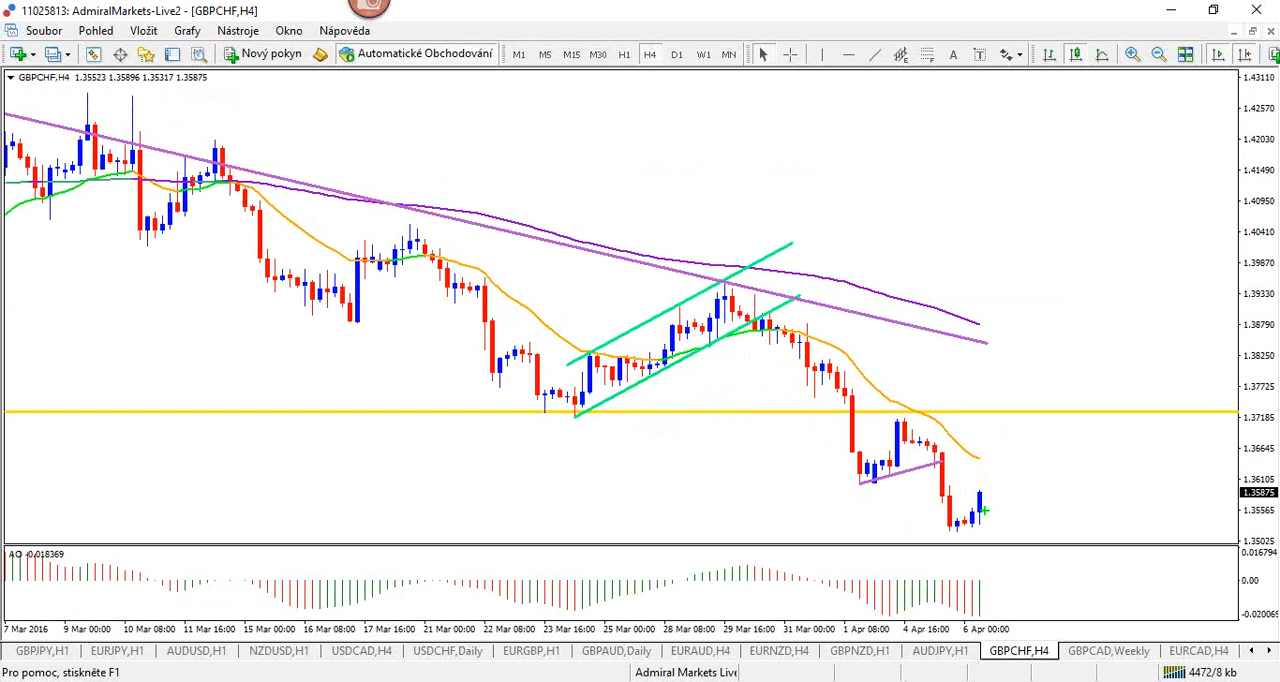 11025813: AdmiralMarkets-Live2 - [GBPCHF,H4]
Soubor Pohled Vložit Grafy Nástroje Okno Nápověda
Nový pokyn Automatické Obchodování M1 M5 M15 M30 H1 H4 D1 W1 MN A T
GBPCHF,H4 1.35523 1.35896 1.35317 1.35875
1.43110
1.42570
1.42030
1.41490
1.40950
1.40410
1.39870
1.39330
1.38790
1.38250
1.37725
1.37185
1.36645
1.36105
1.35875
1.35565
1.35025
AO -0.018369
0.016794
0.00
-0.020069
7 Mar 2016 9 Mar 00:00 10 Mar 08:00 11 Mar 16:00 15 Mar 00:00 16 Mar 08:00 17 Mar 16:00 21 Mar 00:00 22 Mar 08:00 23 Mar 16:00 25 Mar 00:00 28 Mar 08:00 29 Mar 16:00 31 Mar 00:00 1 Apr 08:00 4 Apr 16:00 6 Apr 00:00
GBPJPY,H1 EURJPY,H1 AUDUSD,H1 NZDUSD,H1 USDCAD,H4 USDCHF,Daily EURGBP,H1 GBPAUD,Daily EURAUD,H4 EURNZD,H4 GBPNZD,H1 AUDJPY,H1 GBPCHF,H4 GBPCAD,Weekly EURCAD,H4
Pro pomoc, stiskněte F1 Admiral Markets Live 4472/8 kb